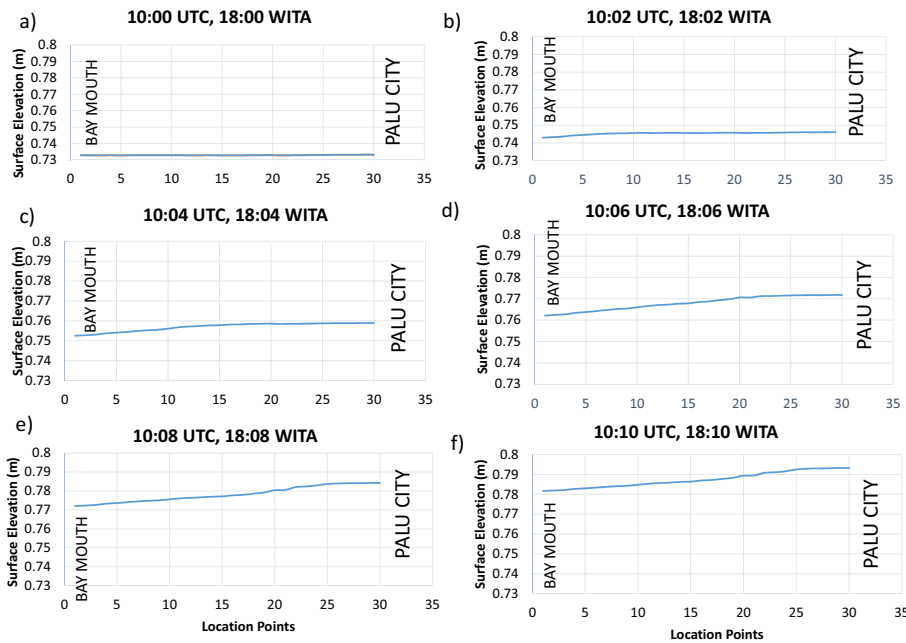 a)
10:00 UTC, 18:00 WITA
Surface Elevation (m)
0.8
0.79
0.78
0.77
0.76
0.75
0.74
0.73
BAY MOUTH
PALU CITY
0 5 10 15 20 25 30 35
b)
10:02 UTC, 18:02 WITA
Surface Elevation (m)
0.8
0.79
0.78
0.77
0.76
0.75
0.74
0.73
BAY MOUTH
PALU CITY
0 5 10 15 20 25 30 35
c)
10:04 UTC, 18:04 WITA
Surface Elevation (m)
0.8
0.79
0.78
0.77
0.76
0.75
0.74
0.73
BAY MOUTH
PALU CITY
0 5 10 15 20 25 30 35
d)
10:06 UTC, 18:06 WITA
Surface Elevation (m)
0.8
0.79
0.78
0.77
0.76
0.75
0.74
0.73
BAY MOUTH
PALU CITY
0 5 10 15 20 25 30 35
e)
10:08 UTC, 18:08 WITA
Surface Elevation (m)
0.8
0.79
0.78
0.77
0.76
0.75
0.74
0.73
BAY MOUTH
PALU CITY
0 5 10 15 20 25 30 35
Location Points
f)
10:10 UTC, 18:10 WITA
Surface Elevation (m)
0.8
0.79
0.78
0.77
0.76
0.75
0.74
0.73
BAY MOUTH
PALU CITY
0 5 10 15 20 25 30 35
Location Points